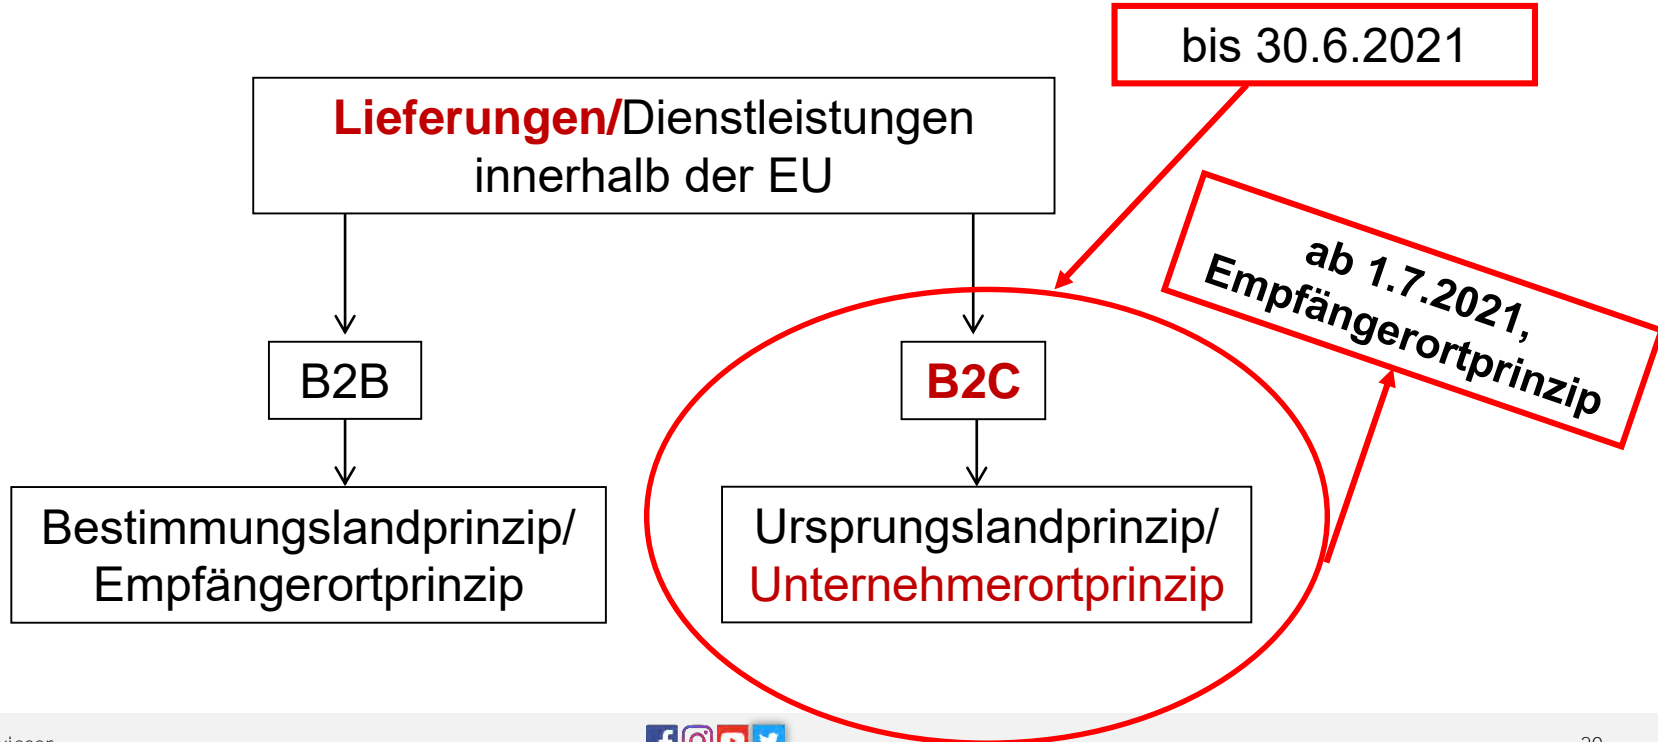 bis 30.6.2021
Lieferungen/Dienstleistungen
innerhalb der EU
ab 1.7.2021,
Empfängerortprinzip
B2B
B2C
Bestimmungslandprinzip/
Empfängerortprinzip
Ursprungslandprinzip/
Unternehmerortprinzip